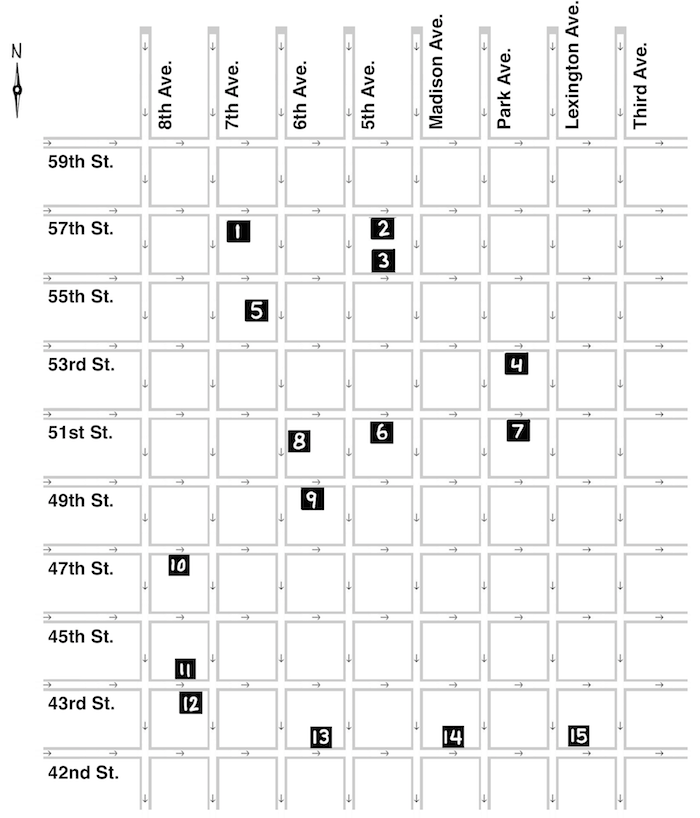 N
8th Ave.
7th Ave.
6th Ave.
5th Ave.
Madison Ave.
Park Ave.
Lexington Ave.
Third Ave.
59th St.
57th St.
1
2
3
55th St.
5
53rd St.
4
51st St.
8
6
7
49th St.
9
47th St.
10
45th St.
11
43rd St.
12
13
14
15
42nd St.